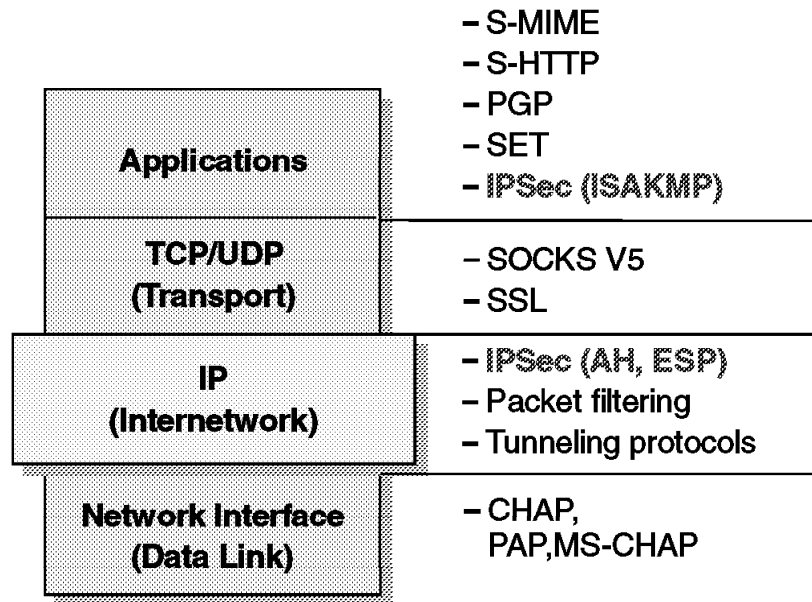 – S-MIME
– S-HTTP
– PGP
– SET
– IPSec (ISAKMP)
Applications
TCP/UDP
(Transport)
– SOCKS V5
– SSL
IP
(Internetwork)
– IPSec (AH, ESP)
– Packet filtering
– Tunneling protocols
Network Interface
(Data Link)
– CHAP,
PAP,MS-CHAP